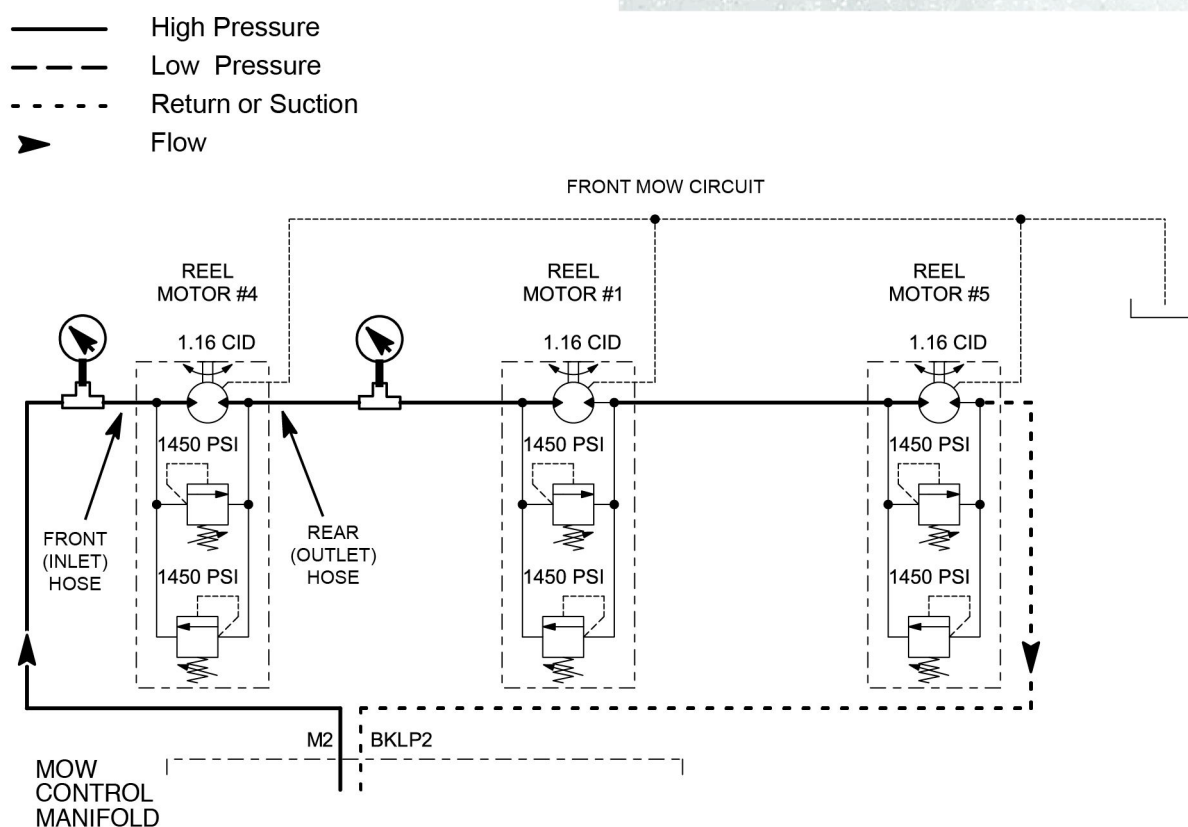 High Pressure
Low Pressure
Return or Suction
Flow
FRONT MOW CIRCUIT
REEL
MOTOR #4
REEL
MOTOR #1
REEL
MOTOR #5
1.16 CID
1.16 CID
1.16 CID
1450 PSI
1450 PSI
1450 PSI
FRONT
(INLET)
HOSE
REAR
(OUTLET)
HOSE
1450 PSI
1450 PSI
1450 PSI
M2
BKLP2
MOW
CONTROL
MANIFOLD